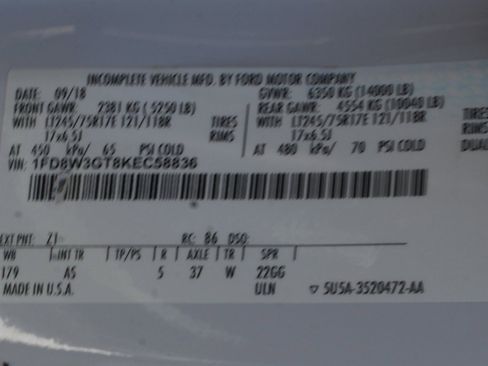 INCOMPLETE VEHICLE MFD. BY FORD MOTOR COMPANY
DATE: 09/18 GVWR: 6350 KG (14000 LB)
FRONT GAWR: 2381 KG (5250 LB) REAR GAWR: 4554 KG (10040 LB)
WITH LT245/75R17E 121/118R TIRES WITH LT245/75R17E 121/118R TIRES
17x6.5J RIMS 17x6.5J RIMS
AT 450 kPa/ 65 PSI COLD AT 480 kPa/ 70 PSI COLD DUAL
VIN: 1FD8W3GT8KEC58836
EXT PNT: Z1 RC: 86 DSO:
WB INT TR TP/PS R AXLE TR SPR
179 AS 5 37 W 22GG
MADE IN U.S.A. ULN ▽ 5U5A-3520472-AA